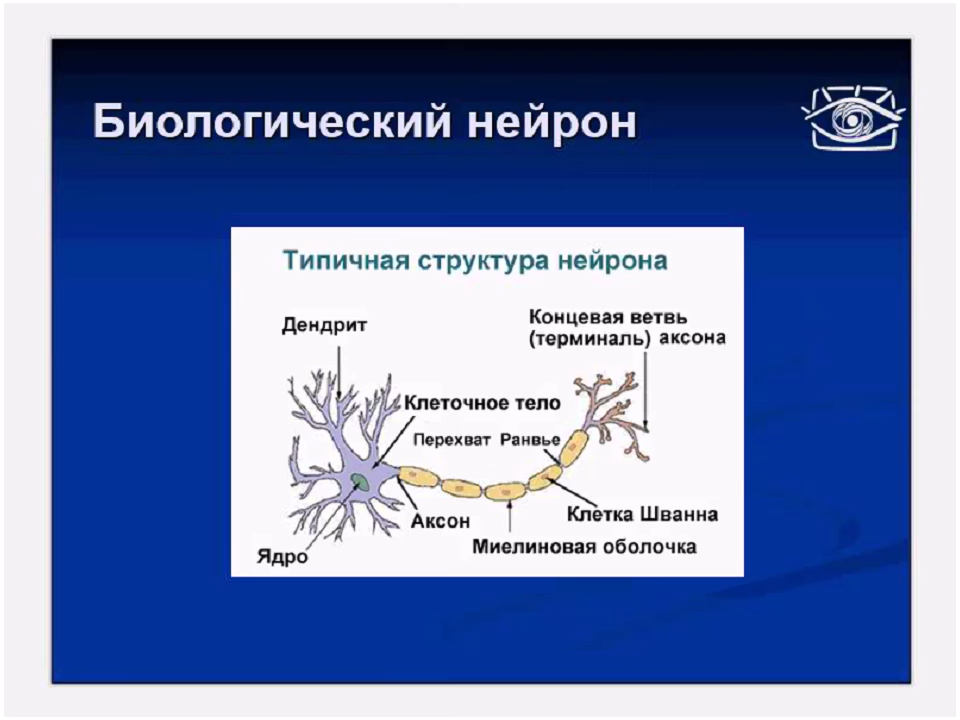 Биологический нейрон
Типичная структура нейрона
Дендрит
Концевая ветвь
(терминаль) аксона
Клеточное тело
Перехват Ранвье
Аксон
Клетка Шванна
Миелиновая оболочка
Ядро